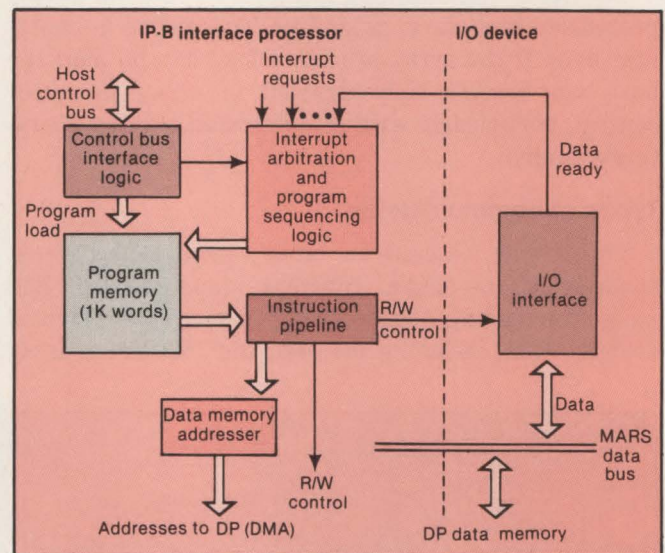 IP-B interface processor
I/O device
Host
control
bus
Interrupt
requests
Control bus
interface
logic
Interrupt
arbitration
and
program
sequencing
logic
Data
ready
Program
load
Program
memory
(1K words)
Instruction
pipeline
R/W
control
I/O
interface
Data memory
addresser
Data
MARS
data
bus
R/W
control
Addresses to DP (DMA)
DP data memory